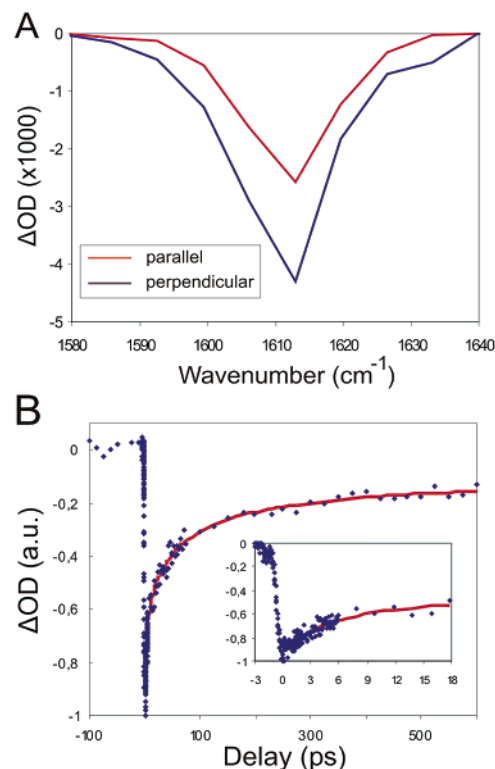 A
0
-1
-2
-3
-4
-5
ΔOD (x1000)
parallel
perpendicular
1580 1590 1600 1610 1620 1630 1640
Wavenumber (cm⁻¹)
B
0
-0,2
-0,4
-0,6
-0,8
-1
ΔOD (a.u.)
0
-0,2
-0,4
-0,6
-0,8
-1
-3 0 3 6 9 12 15 18
-100 100 300 500
Delay (ps)